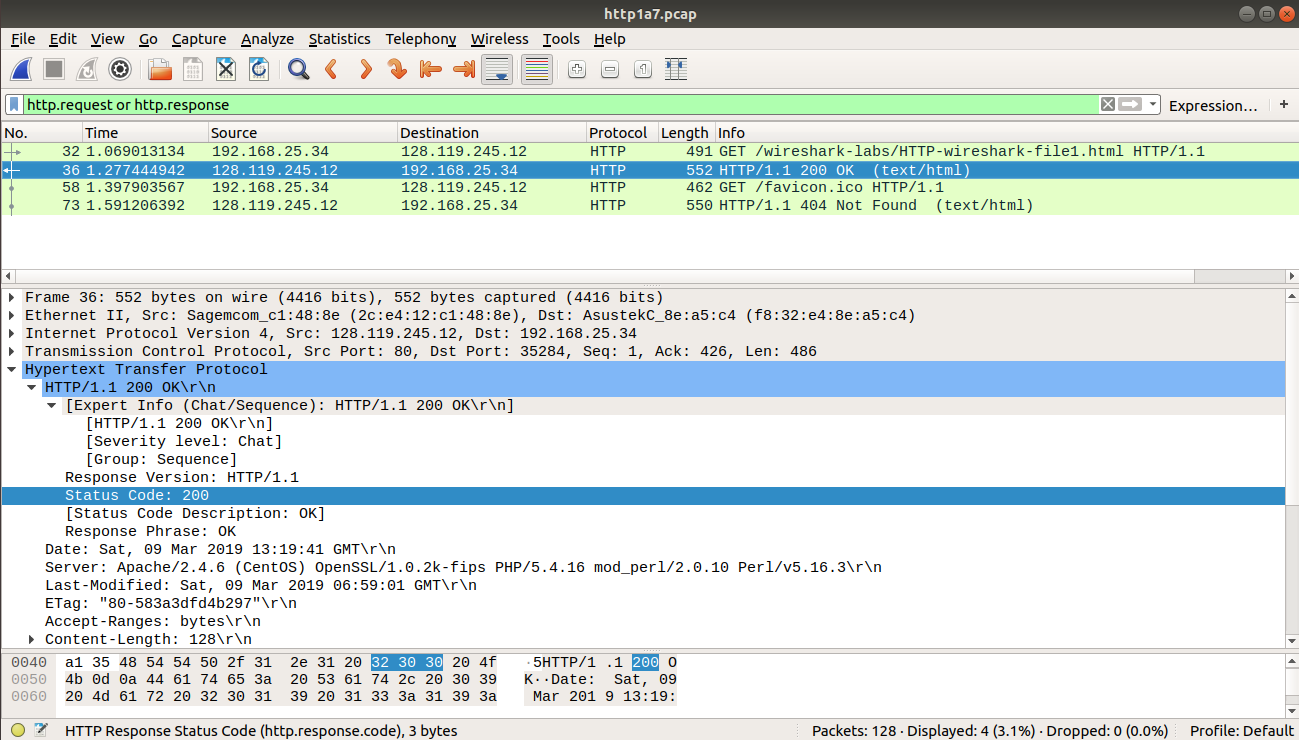 http1a7.pcap
File Edit View Go Capture Analyze Statistics Telephony Wireless Tools Help
http.request or http.response Expression… +
No. Time Source Destination Protocol Length Info
32 1.069013134 192.168.25.34 128.119.245.12 HTTP 491 GET /wireshark-labs/HTTP-wireshark-file1.html HTTP/1.1
36 1.277444942 128.119.245.12 192.168.25.34 HTTP 552 HTTP/1.1 200 OK  (text/html)
58 1.397903567 192.168.25.34 128.119.245.12 HTTP 462 GET /favicon.ico HTTP/1.1
73 1.591206392 128.119.245.12 192.168.25.34 HTTP 550 HTTP/1.1 404 Not Found  (text/html)
Frame 36: 552 bytes on wire (4416 bits), 552 bytes captured (4416 bits)
Ethernet II, Src: Sagemcom_c1:48:8e (2c:e4:12:c1:48:8e), Dst: AsustekC_8e:a5:c4 (f8:32:e4:8e:a5:c4)
Internet Protocol Version 4, Src: 128.119.245.12, Dst: 192.168.25.34
Transmission Control Protocol, Src Port: 80, Dst Port: 35284, Seq: 1, Ack: 426, Len: 486
Hypertext Transfer Protocol
HTTP/1.1 200 OK\r\n
[Expert Info (Chat/Sequence): HTTP/1.1 200 OK\r\n]
[HTTP/1.1 200 OK\r\n]
[Severity level: Chat]
[Group: Sequence]
Response Version: HTTP/1.1
Status Code: 200
[Status Code Description: OK]
Response Phrase: OK
Date: Sat, 09 Mar 2019 13:19:41 GMT\r\n
Server: Apache/2.4.6 (CentOS) OpenSSL/1.0.2k-fips PHP/5.4.16 mod_perl/2.0.10 Perl/v5.16.3\r\n
Last-Modified: Sat, 09 Mar 2019 06:59:01 GMT\r\n
ETag: "80-583a3dfd4b297"\r\n
Accept-Ranges: bytes\r\n
Content-Length: 128\r\n
0040 a1 35 48 54 54 50 2f 31 2e 31 20 32 30 30 20 4f ·5HTTP/1 .1 200 O
0050 4b 0d 0a 44 61 74 65 3a 20 53 61 74 2c 20 30 39 K··Date: Sat, 09
0060 20 4d 61 72 20 32 30 31 39 20 31 33 3a 31 39 3a Mar 201 9 13:19:
HTTP Response Status Code (http.response.code), 3 bytes Packets: 128 · Displayed: 4 (3.1%) · Dropped: 0 (0.0%) Profile: Default